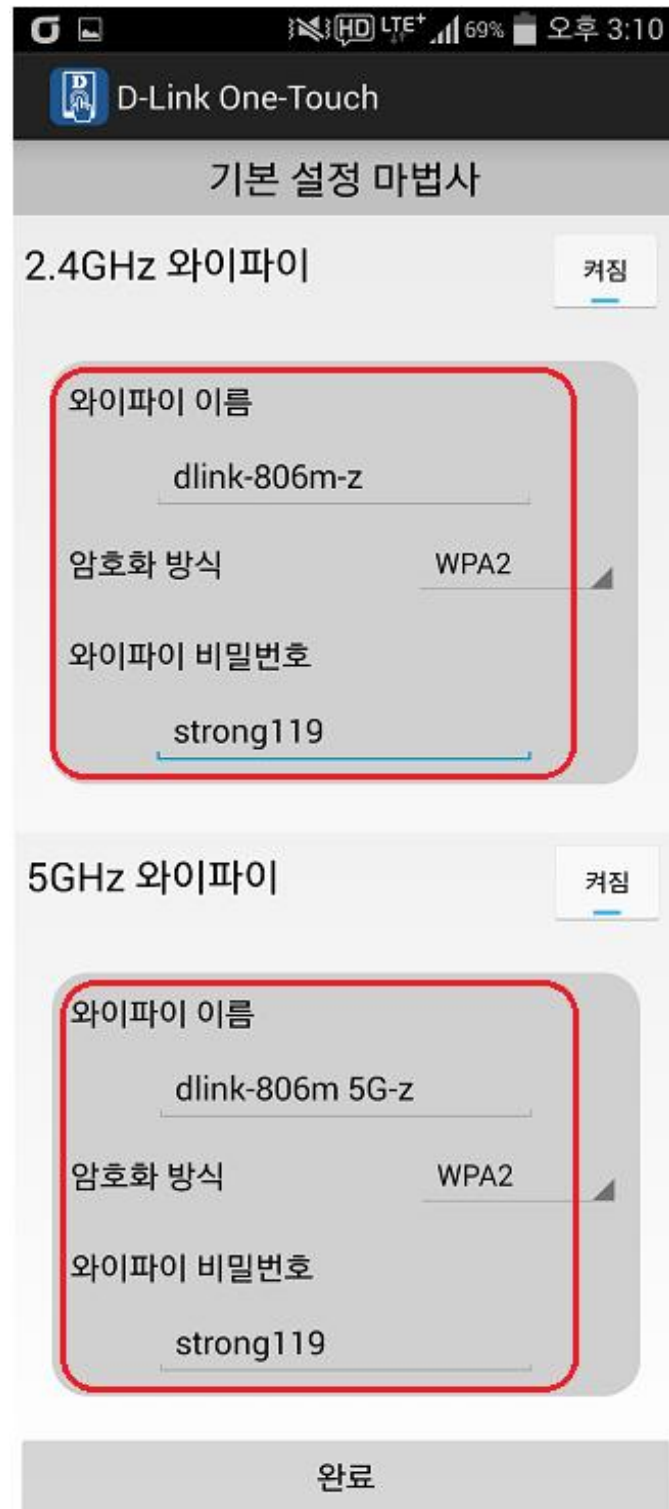 HD LTE+ 69% 오후 3:10
D-Link One-Touch
기본 설정 마법사
2.4GHz 와이파이 켜짐
와이파이 이름
dlink-806m-z
암호화 방식 WPA2
와이파이 비밀번호
strong119
5GHz 와이파이 켜짐
와이파이 이름
dlink-806m 5G-z
암호화 방식 WPA2
와이파이 비밀번호
strong119
완료